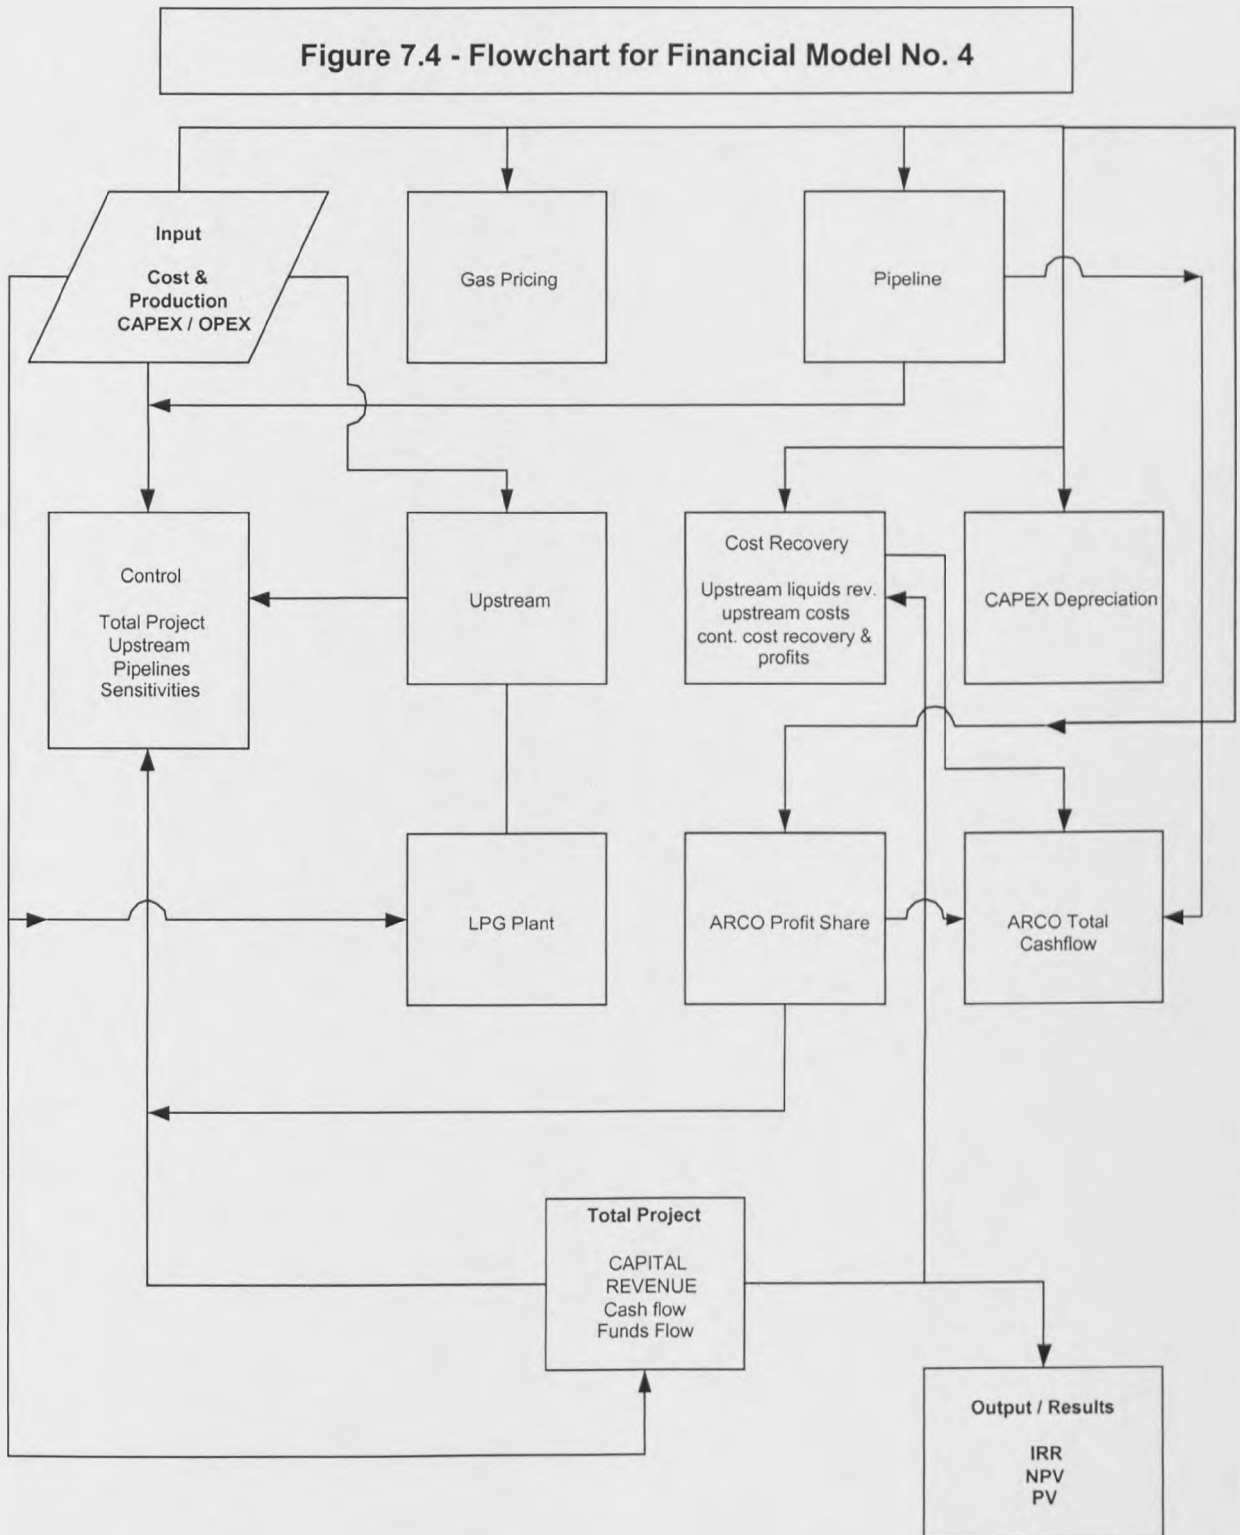 Figure 7.4 - Flowchart for Financial Model No. 4
Input
Cost &
Production
CAPEX / OPEX
Gas Pricing
Pipeline
Control
Total Project
Upstream
Pipelines
Sensitivities
Upstream
Cost Recovery
Upstream liquids rev.
upstream costs
cont. cost recovery &
profits
CAPEX Depreciation
LPG Plant
ARCO Profit Share
ARCO Total
Cashflow
Total Project
CAPITAL
REVENUE
Cash flow
Funds Flow
Output / Results
IRR
NPV
PV